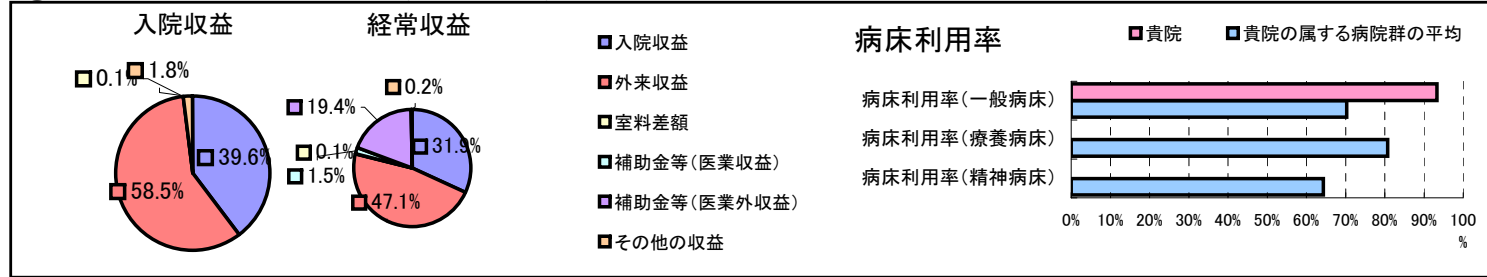 入院収益
0.1%
1.8%
39.6%
58.5%
経常収益
0.2%
19.4%
31.9%
0.1%
1.5%
47.1%
入院収益
外来収益
室料差額
補助金等(医業収益)
補助金等(医業外収益)
その他の収益
病床利用率
貴院
貴院の属する病院群の平均
病床利用率(一般病床)
病床利用率(療養病床)
病床利用率(精神病床)
0% 10% 20% 30% 40% 50% 60% 70% 80% 90% 100
%